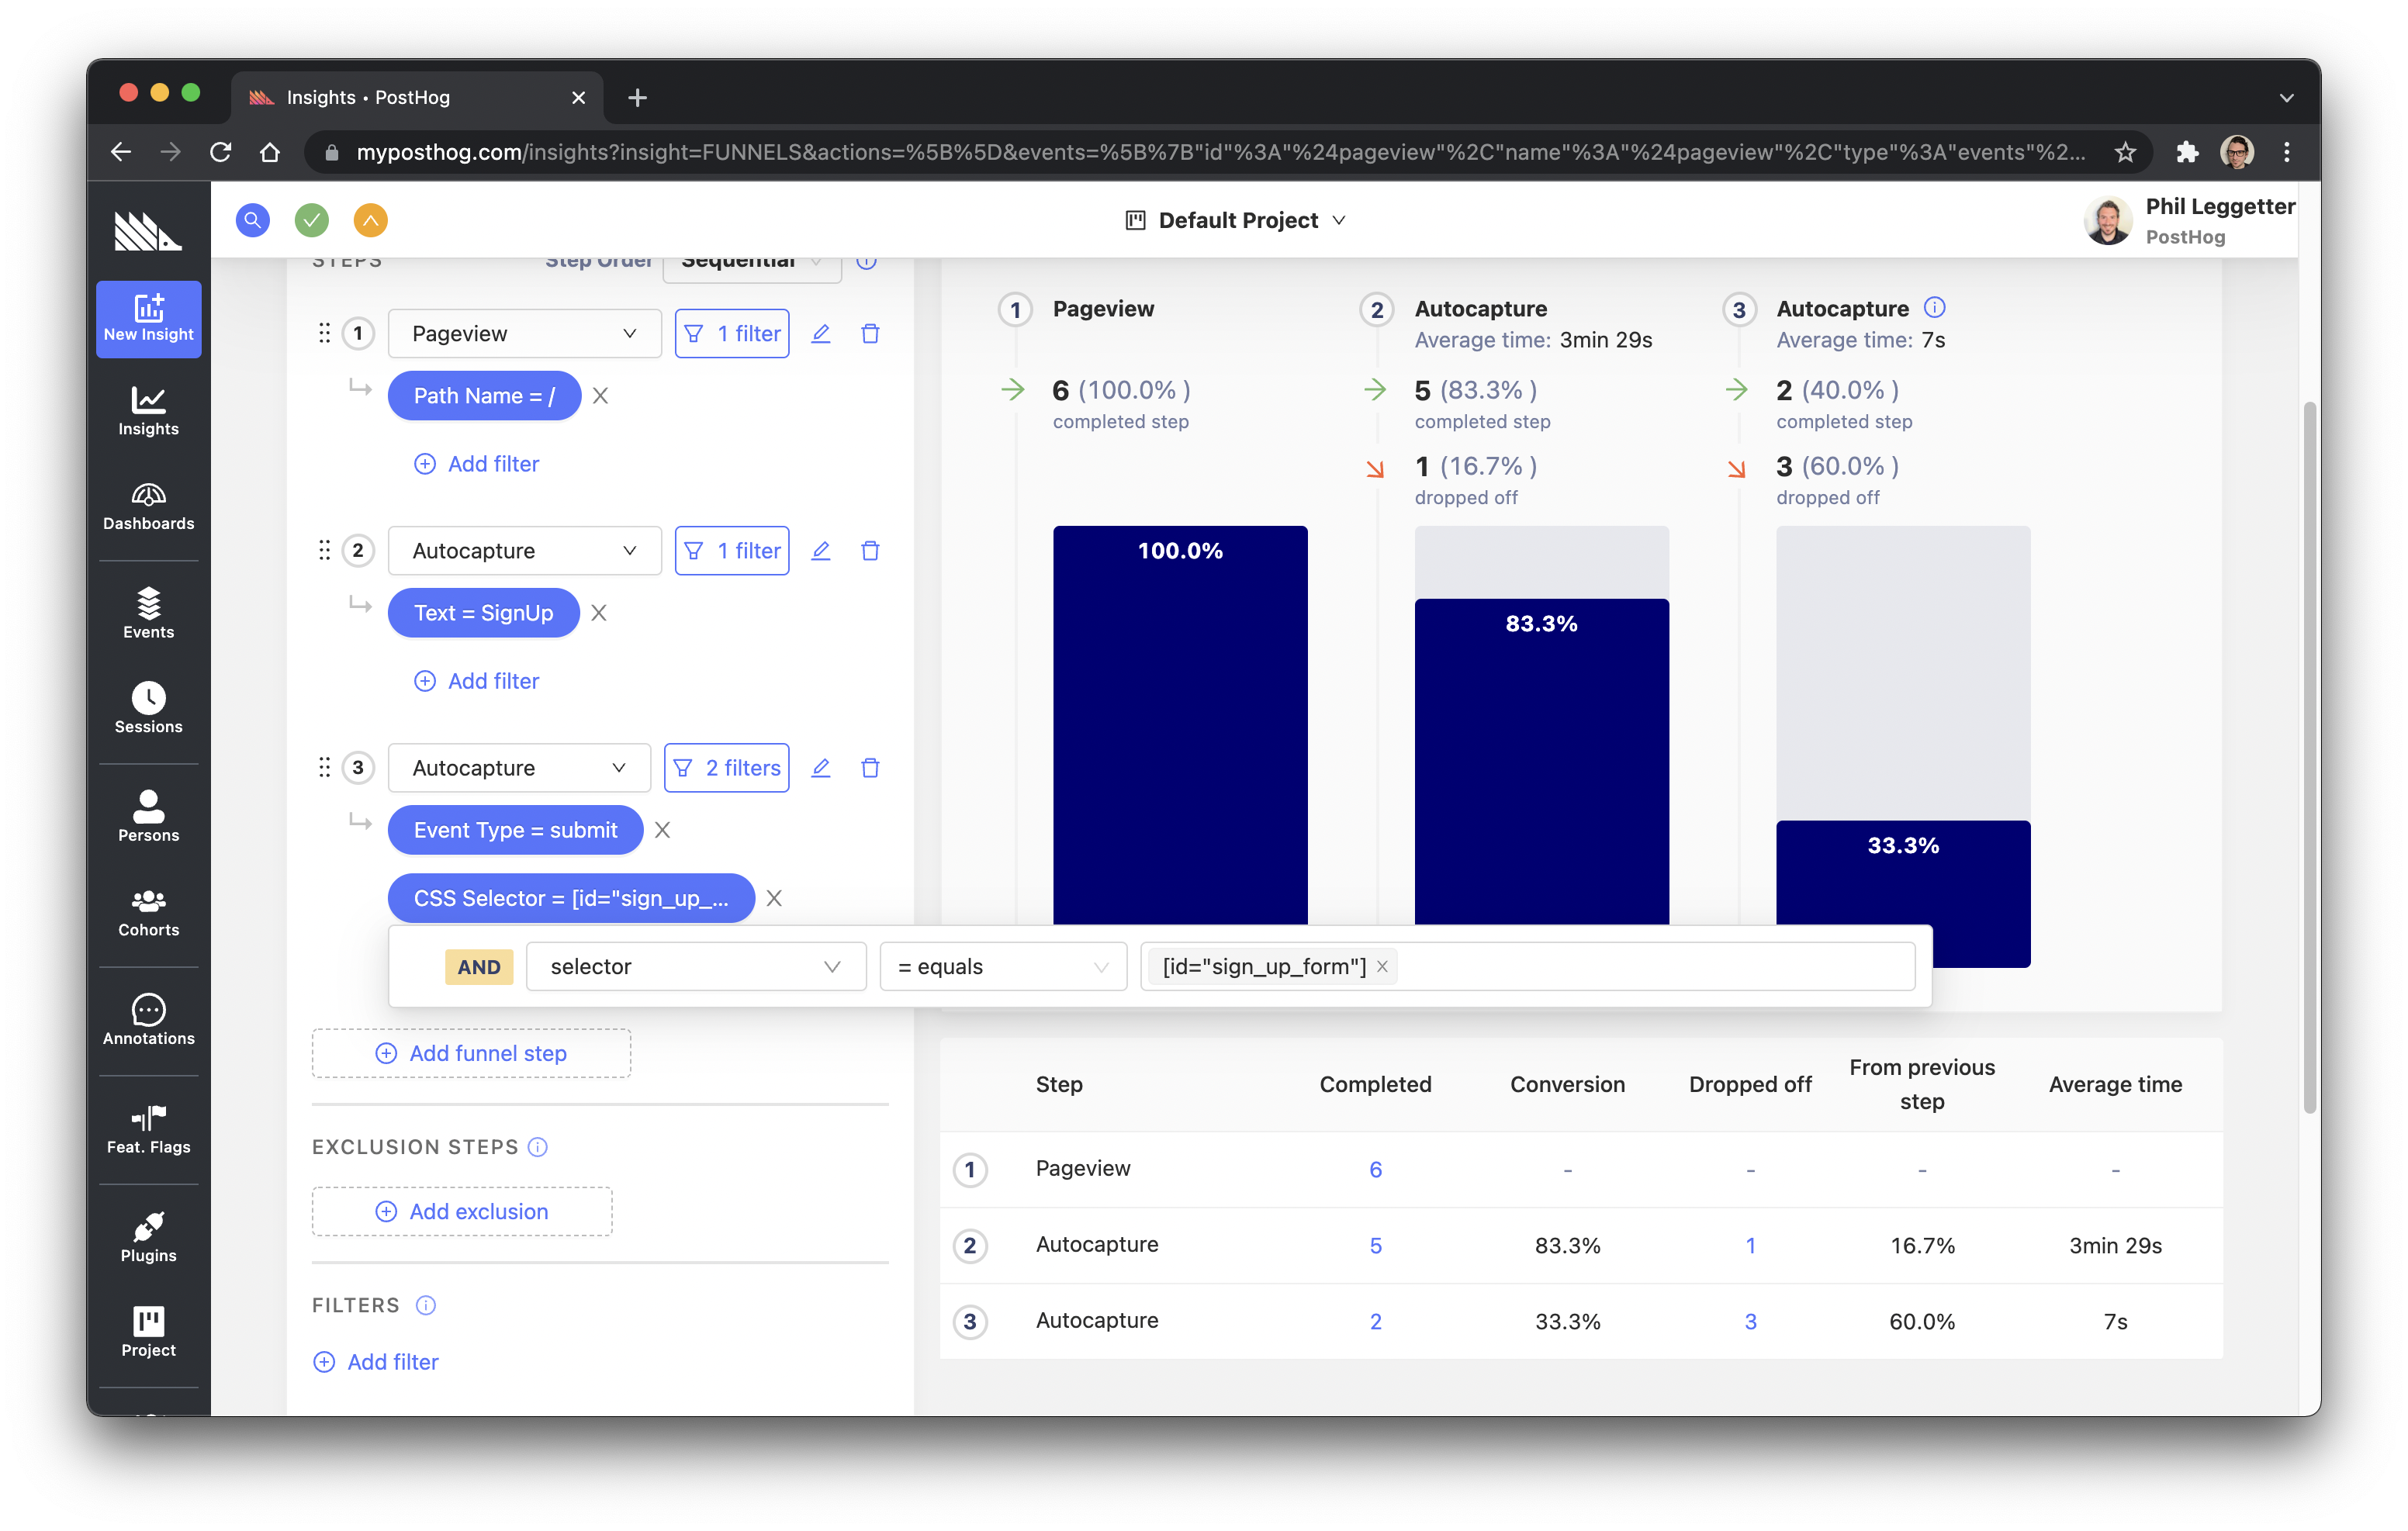 Insights • PostHog
myposthog.com/insights?insight=FUNNELS&actions=%5B%5D&events=%5B%7B"id"%3A"%24pageview"%2C"name"%3A"%24pageview"%2C"type"%3A"events"%2...
Default Project
Phil Leggetter
PostHog
New Insight
Insights
Dashboards
Events
Sessions
Persons
Cohorts
Annotations
Feat. Flags
Plugins
Project
STEPS Step Order Sequential
1 Pageview 1 filter
Path Name = /
Add filter
2 Autocapture 1 filter
Text = SignUp
Add filter
3 Autocapture 2 filters
Event Type = submit
CSS Selector = [id="sign_up_...
AND selector = equals [id="sign_up_form"]
Add funnel step
EXCLUSION STEPS
Add exclusion
FILTERS
Add filter
1 Pageview
6 (100.0% )
completed step
100.0%
2 Autocapture
Average time: 3min 29s
5 (83.3% )
completed step
1 (16.7% )
dropped off
83.3%
3 Autocapture
Average time: 7s
2 (40.0% )
completed step
3 (60.0% )
dropped off
33.3%
Step Completed Conversion Dropped off From previous step Average time
1 Pageview 6 - - - -
2 Autocapture 5 83.3% 1 16.7% 3min 29s
3 Autocapture 2 33.3% 3 60.0% 7s